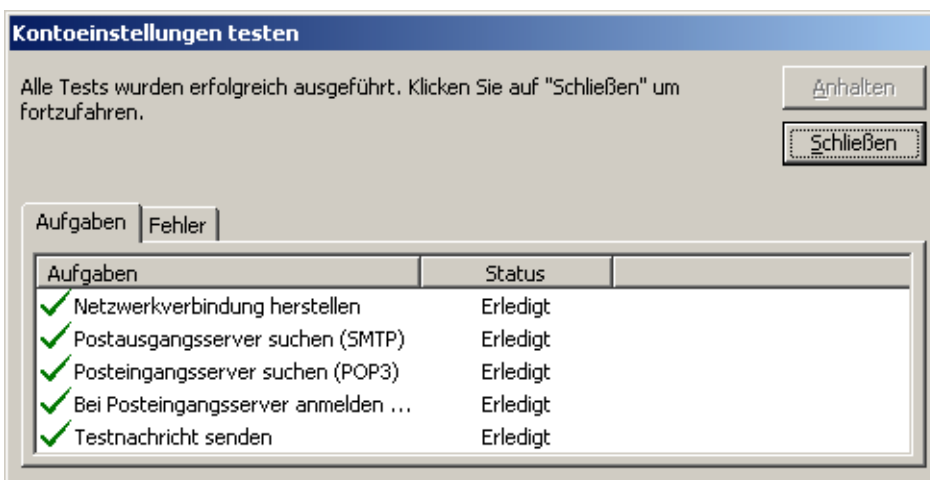 Kontoeinstellungen testen
Alle Tests wurden erfolgreich ausgeführt. Klicken Sie auf "Schließen" um
fortzufahren.
Anhalten
Schließen
Aufgaben Fehler
Aufgaben Status
Netzwerkverbindung herstellen Erledigt
Postausgangsserver suchen (SMTP) Erledigt
Posteingangsserver suchen (POP3) Erledigt
Bei Posteingangsserver anmelden ... Erledigt
Testnachricht senden Erledigt